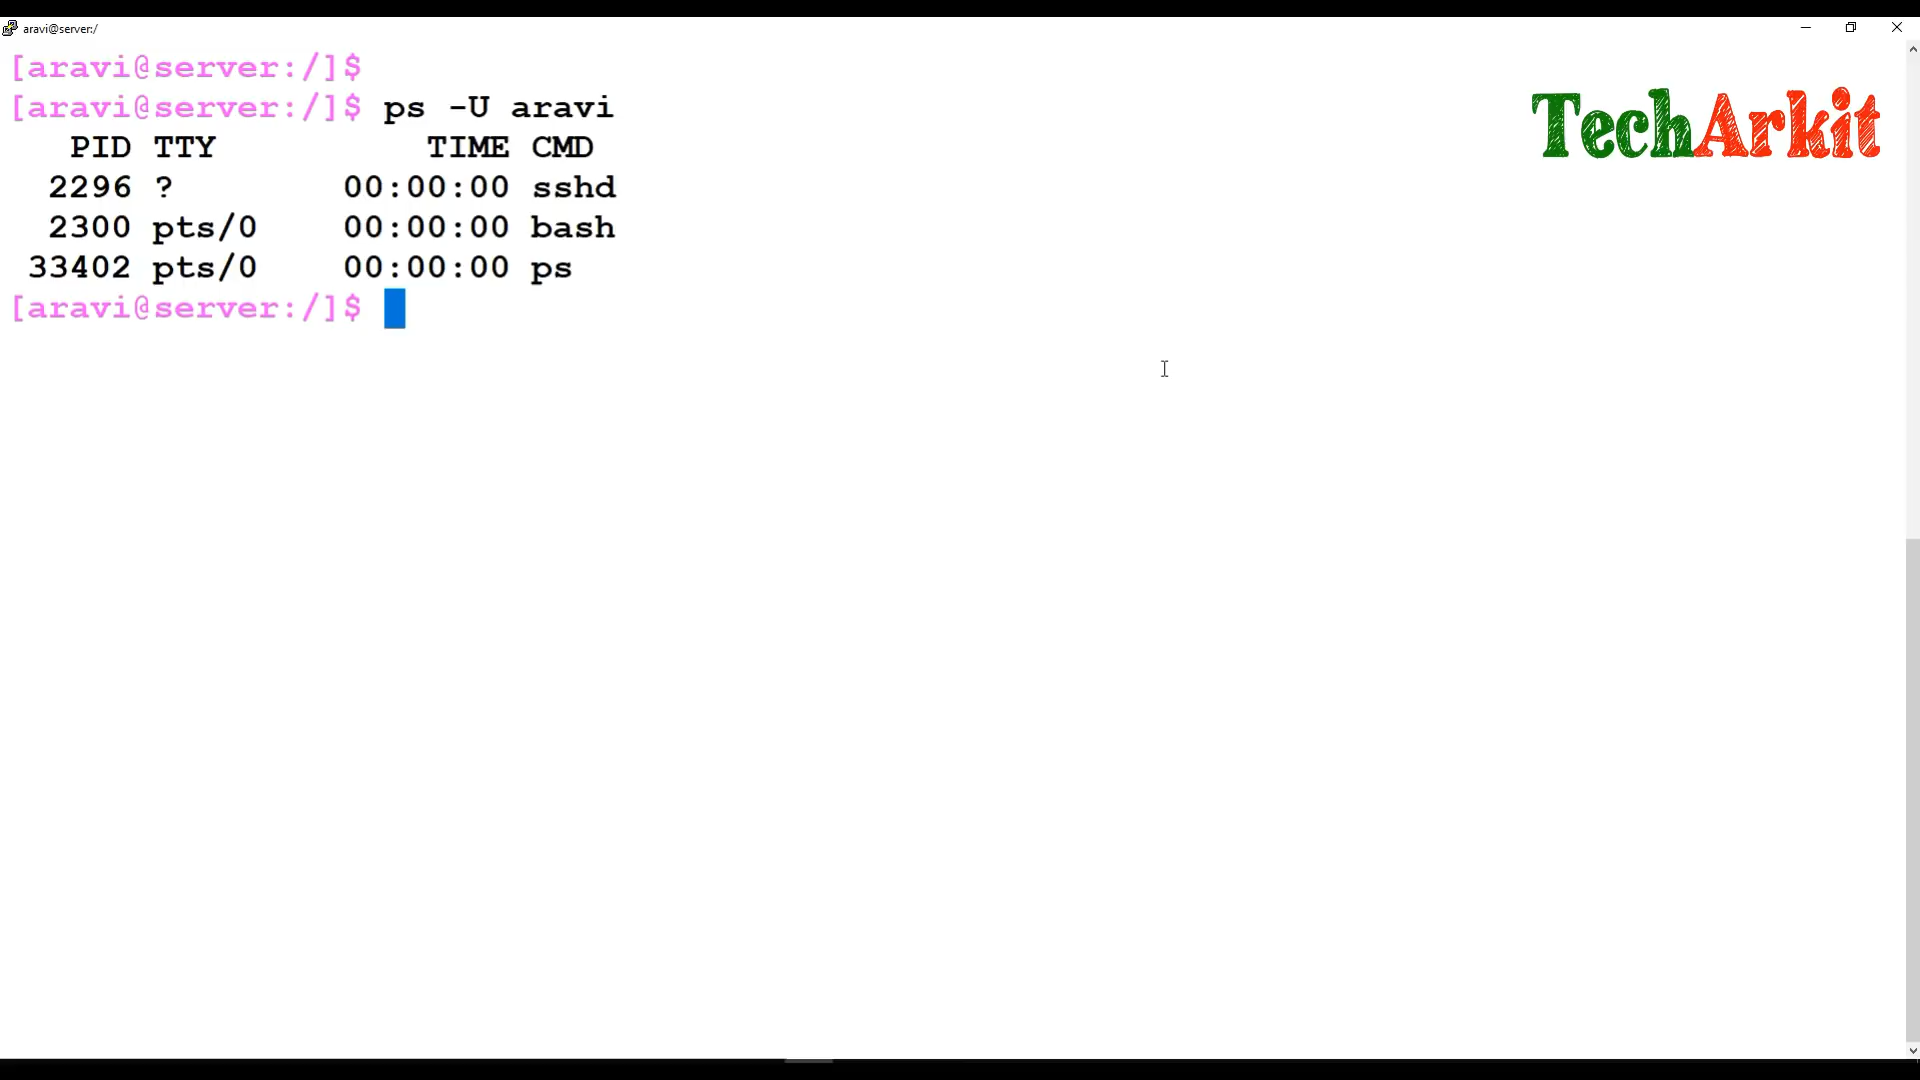 aravi@server:/
[aravi@server:/]$
[aravi@server:/]$ ps -U aravi
TechArkit
    PID TTY          TIME CMD
   2296 ?        00:00:00 sshd
   2300 pts/0    00:00:00 bash
  33402 pts/0    00:00:00 ps
[aravi@server:/]$